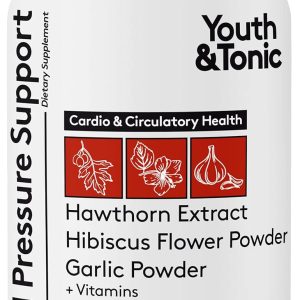 Pressure Support
Dietary Supplement
Youth
&Tonic
Cardio & Circulatory Health
Hawthorn Extract
Hibiscus Flower Powder
Garlic Powder
+ Vitamins